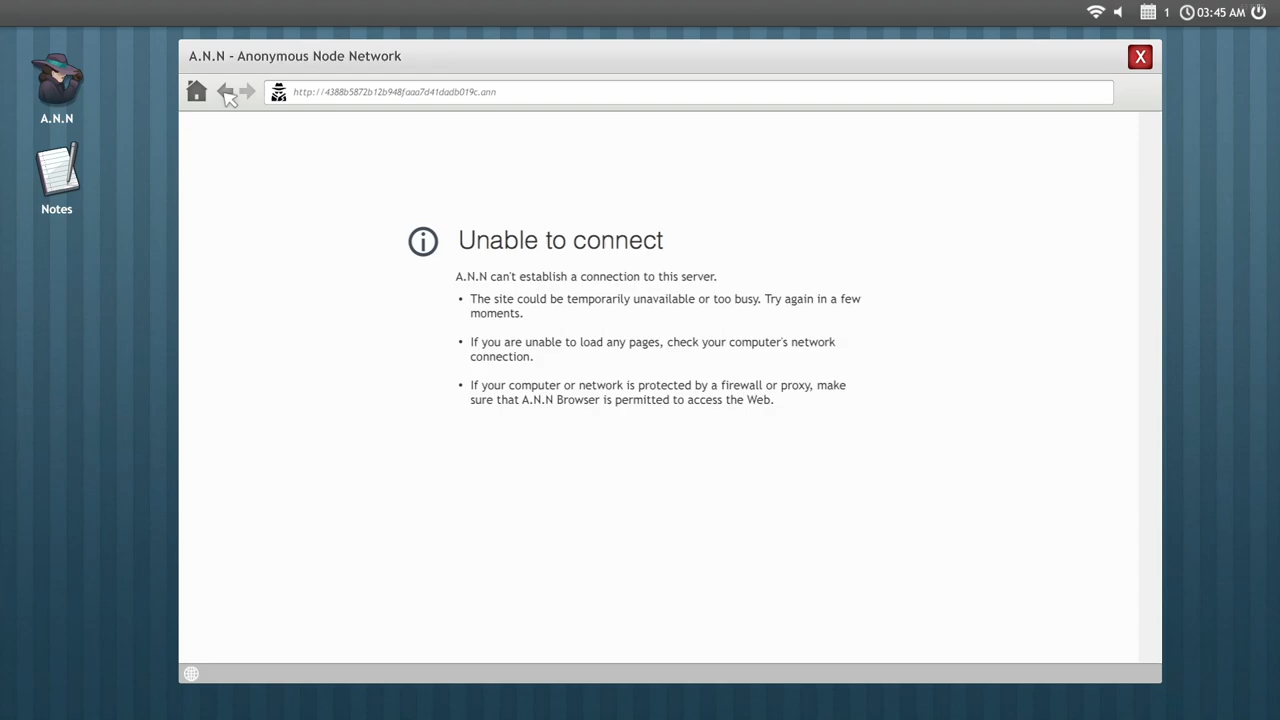 1 03:45 AM
A.N.N - Anonymous Node Network
X
http://4388b5872b12b948faaa7d41dadb019c.ann
A.N.N
Notes
Unable to connect
A.N.N can't establish a connection to this server.
• The site could be temporarily unavailable or too busy. Try again in a few
moments.
• If you are unable to load any pages, check your computer's network
connection.
• If your computer or network is protected by a firewall or proxy, make
sure that A.N.N Browser is permitted to access the Web.